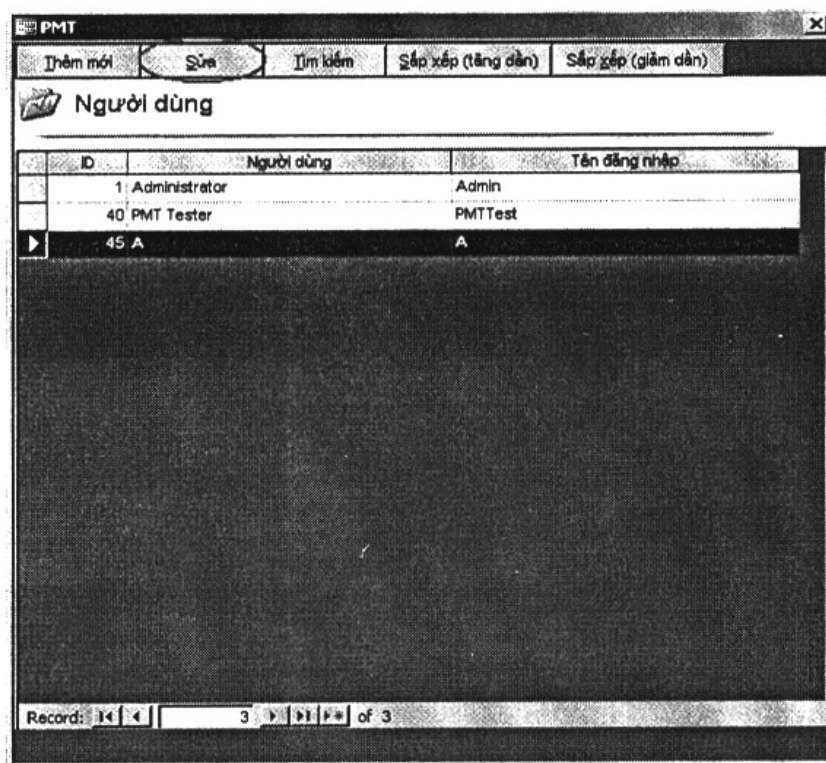 PMT
Thêm mới Sửa Tìm kiếm Sắp xếp (tăng dần) Sắp xếp (giảm dần)
Người dùng
ID Người dùng Tên đăng nhập
1 Administrator Admin
40 PMT Tester PMTTest
45 A A
Record: 3 of 3